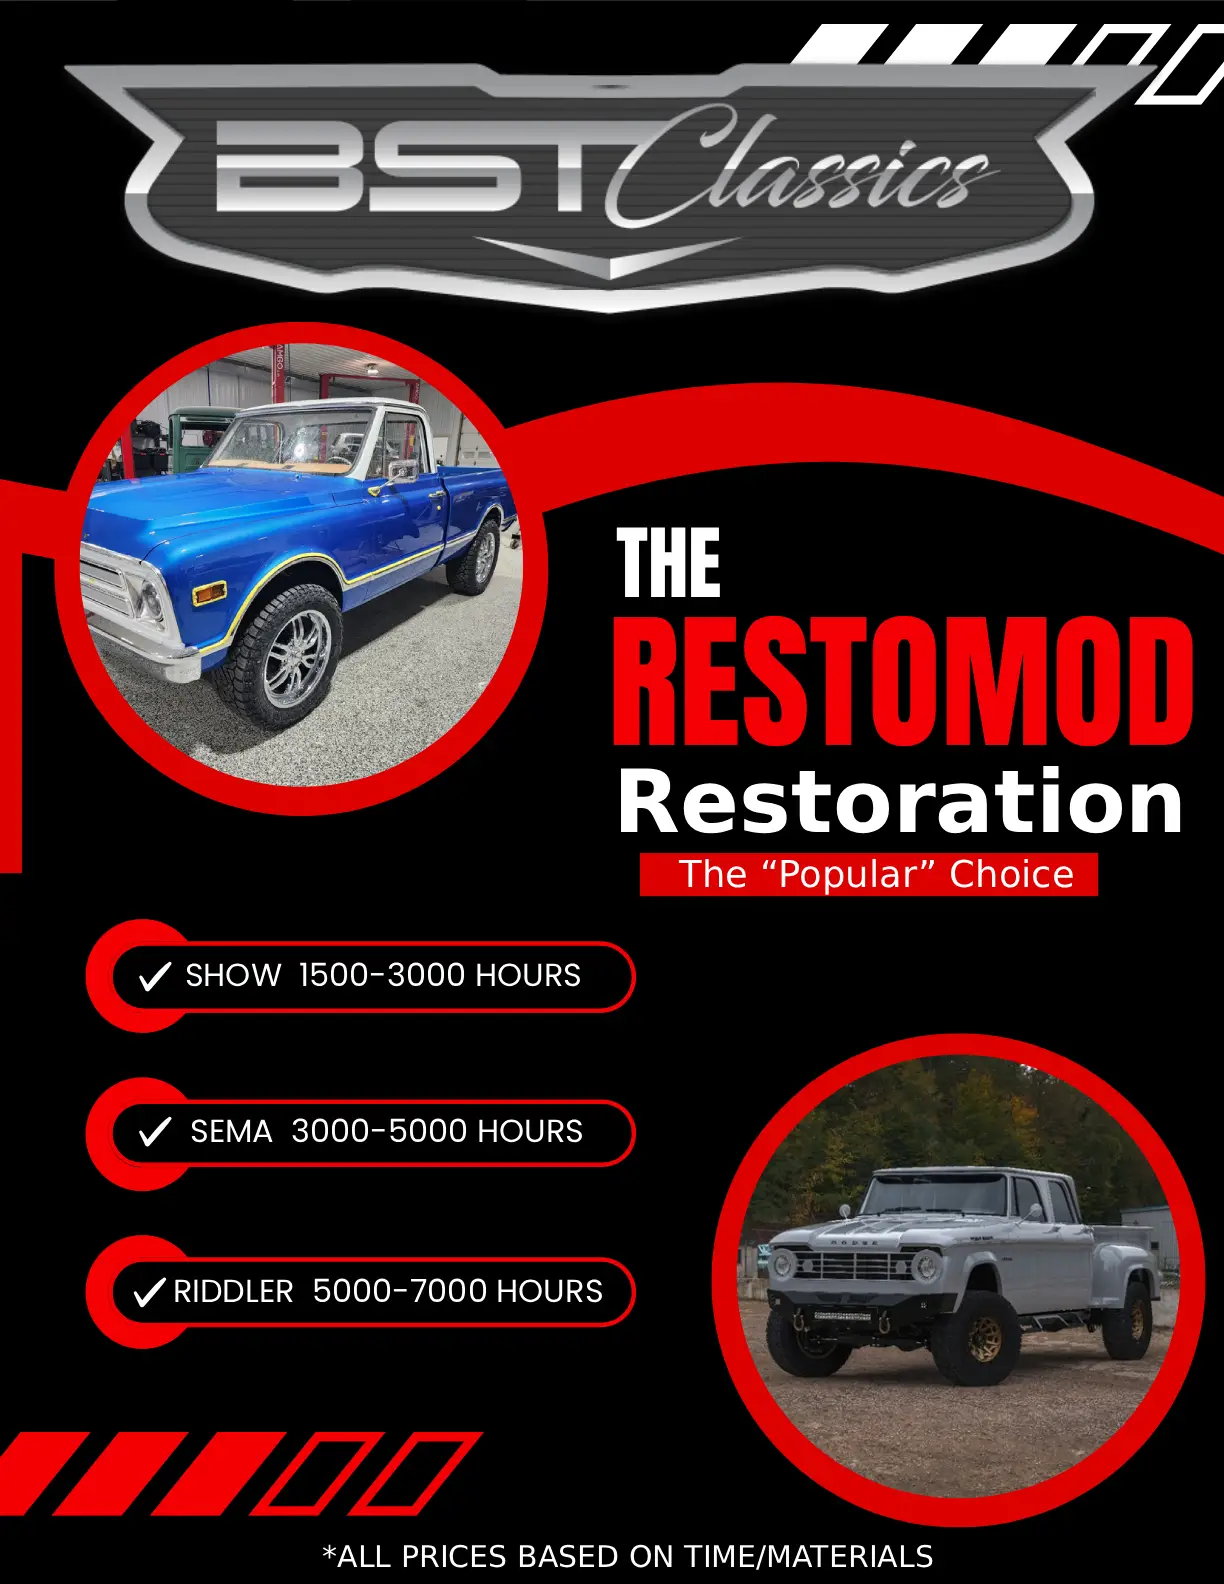 BST Classics
THE
RESTOMOD
Restoration
The “Popular” Choice
SHOW 1500-3000 HOURS
SEMA 3000-5000 HOURS
RIDDLER 5000-7000 HOURS
DODGE
*ALL PRICES BASED ON TIME/MATERIALS